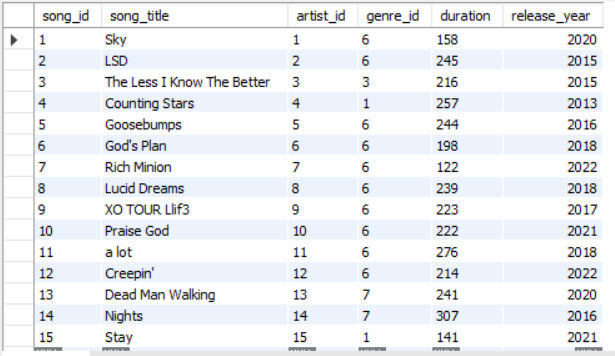 song_id song_title artist_id genre_id duration release_year
1 Sky 1 6 158 2020
2 LSD 2 6 245 2015
3 The Less I Know The Better 3 3 216 2015
4 Counting Stars 4 1 257 2013
5 Goosebumps 5 6 244 2016
6 God's Plan 6 6 198 2018
7 Rich Minion 7 6 122 2022
8 Lucid Dreams 8 6 239 2018
9 XO TOUR Llif3 9 6 223 2017
10 Praise God 10 6 222 2021
11 a lot 11 6 276 2018
12 Creepin' 12 6 214 2022
13 Dead Man Walking 13 7 241 2020
14 Nights 14 7 307 2016
15 Stay 15 1 141 2021